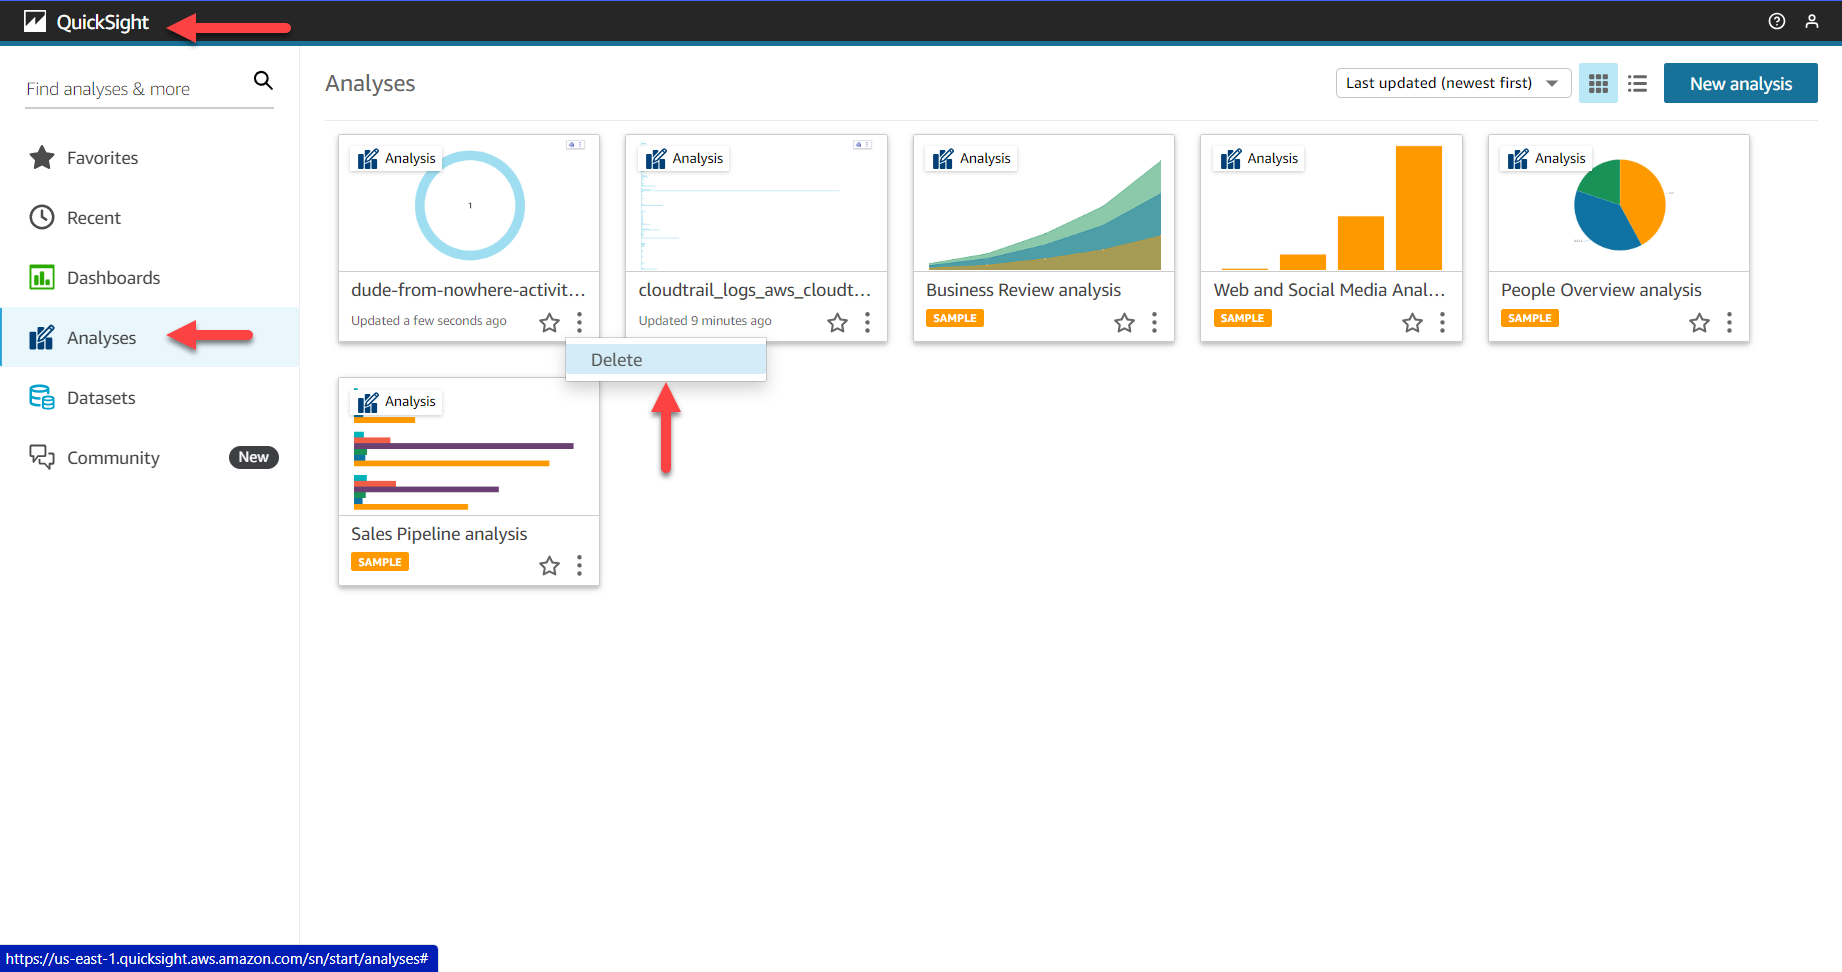 QuickSight
Find analyses & more
Favorites
Recent
Dashboards
Analyses
Datasets
Community
New
Analyses
Last updated (newest first)
New analysis
Analysis
1
dude-from-nowhere-activit...
Updated a few seconds ago
Analysis
cloudtrail_logs_aws_cloudt...
Updated 9 minutes ago
Analysis
Business Review analysis
SAMPLE
Analysis
Web and Social Media Anal...
SAMPLE
Analysis
People Overview analysis
SAMPLE
Delete
Analysis
Sales Pipeline analysis
SAMPLE
https://us-east-1.quicksight.aws.amazon.com/sn/start/analyses#